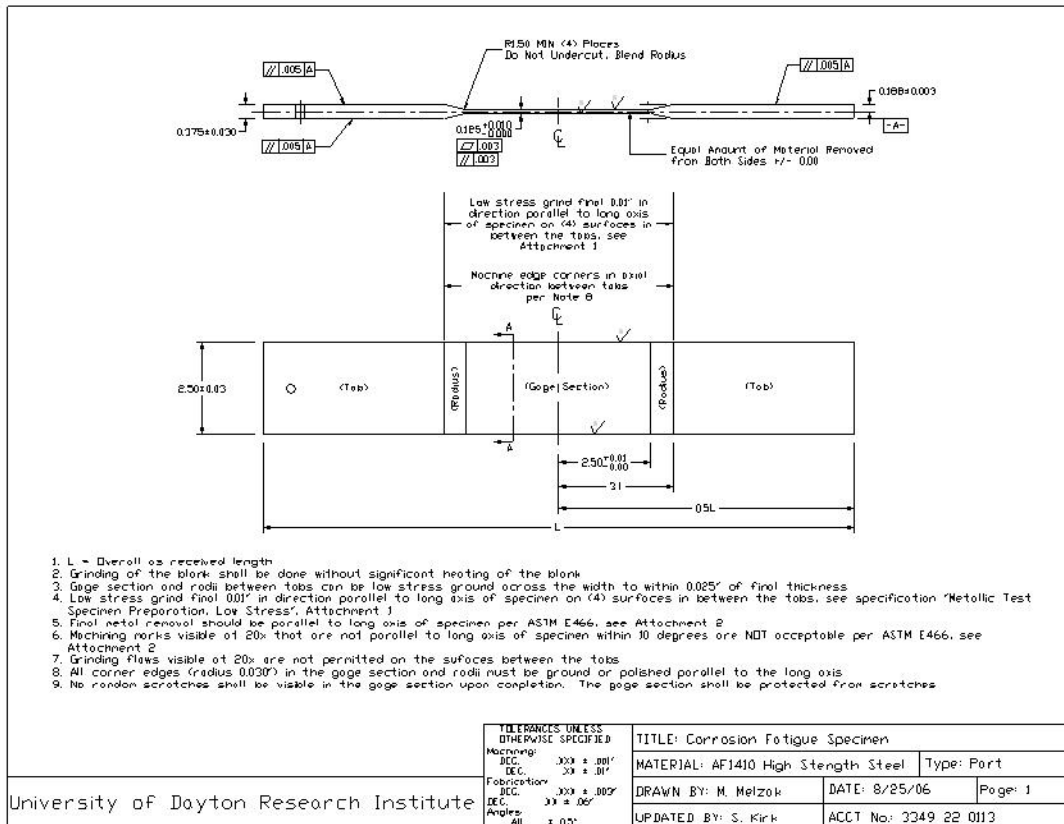 R1.50 MIN (4) Places
Do Not Undercut, Blend Radius
// .005 A
// .005 A
0.188±0.003
0.375±0.030
0.125 +0.010 -0.000
-A-
⏥ .003
// .003
// .005 A
Equal Amount of Material Removed
from Both Sides +/- 0.00
Low stress grind final 0.01" in
direction parallel to long axis
of specimen on (4) surfaces in
between the tabs, see
Attachment 1
Machine edge corners in axial
direction between tabs
per Note 8
A
2.50±0.03
(Tab)
(Radius)
(Gage Section)
(Radius)
(Tab)
A
2.50 +0.01 -0.00
3.1
0.5L
L
1. L = Overall as received length
2. Grinding of the blank shall be done without significant heating of the blank
3. Gage section and radii between tabs can be low stress ground across the width to within 0.025" of final thickness
4. Low stress grind final 0.01" in direction parallel to long axis of specimen on (4) surfaces in between the tabs, see specification "Metallic Test
Specimen Preparation, Low Stress", Attachment 1
5. Final metal removal should be parallel to long axis of specimen per ASTM E466, see Attachment 2
6. Machining marks visible at 20x that are not parallel to long axis of specimen within 10 degrees are NOT acceptable per ASTM E466, see
Attachment 2
7. Grinding flaws visible at 20x are not permitted on the sufaces between the tabs
8. All corner edges (radius 0.030") in the gage section and radii must be ground or polished parallel to the long axis
9. No random scratches shall be visible in the gage section upon completion. The gage section shall be protected from scratches
TOLERANCES UNLESS
OTHERWISE SPECIFIED
Machining:
DEC. .XXX ± .001"
DEC. .XX ± .01"
Fabrication:
DEC. .XXX ±
DEC. .XX ± .06"
Angles:
All ± 0.5°
TITLE: Corrosion Fatigue Specimen
MATERIAL: AF1410 High Stength Steel
Type: Part
University of Dayton Research Institute
DRAWN BY: M. Melzak
DATE: 8/25/06
Page: 1
UPDATED BY: S. Kirk
ACCT No.: 3349 22 0113